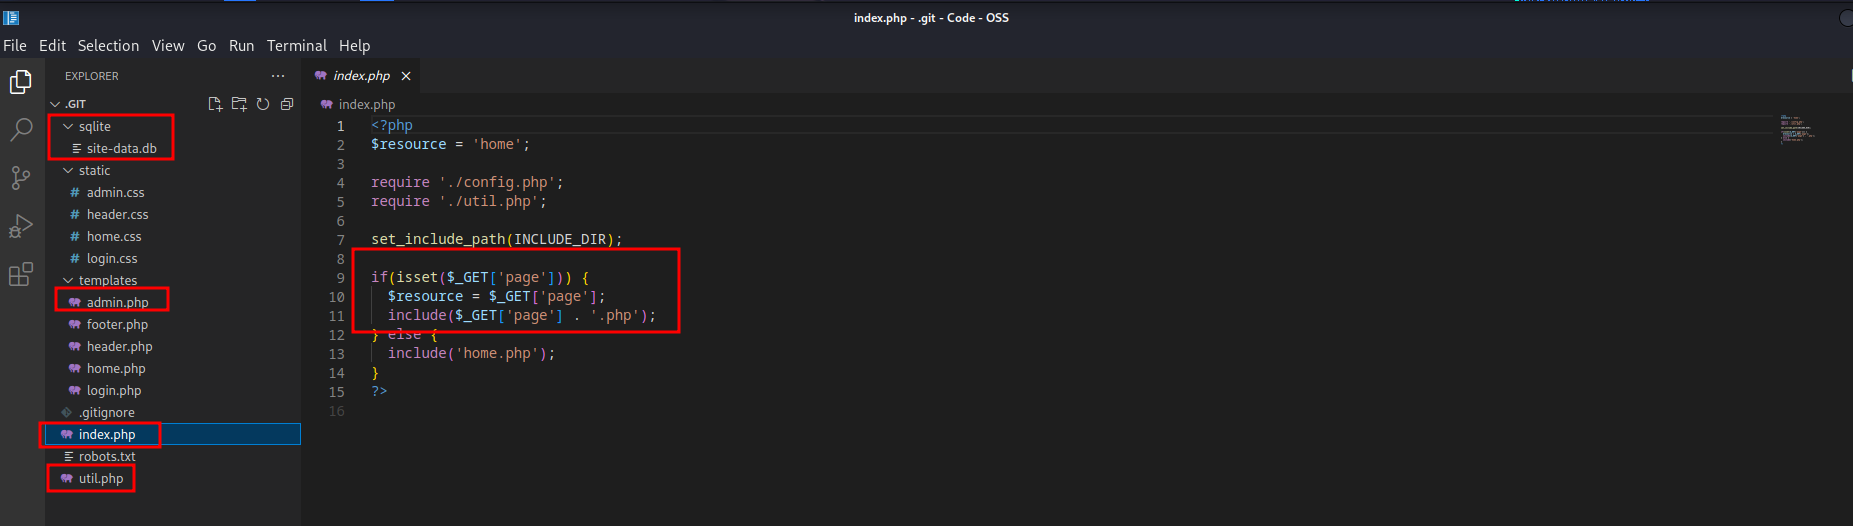 index.php - .git - Code - OSS
File Edit Selection View Go Run Terminal Help
EXPLORER
.GIT
sqlite
site-data.db
static
# admin.css
# header.css
# home.css
# login.css
templates
admin.php
footer.php
header.php
home.php
login.php
.gitignore
index.php
robots.txt
util.php
index.php
index.php
1 <?php
2 $resource = 'home';
3
4 require './config.php';
5 require './util.php';
6
7 set_include_path(INCLUDE_DIR);
8
9 if(isset($_GET['page'])) {
10 $resource = $_GET['page'];
11 include($_GET['page'] . '.php');
12 } else {
13 include('home.php');
14 }
15 ?>
16